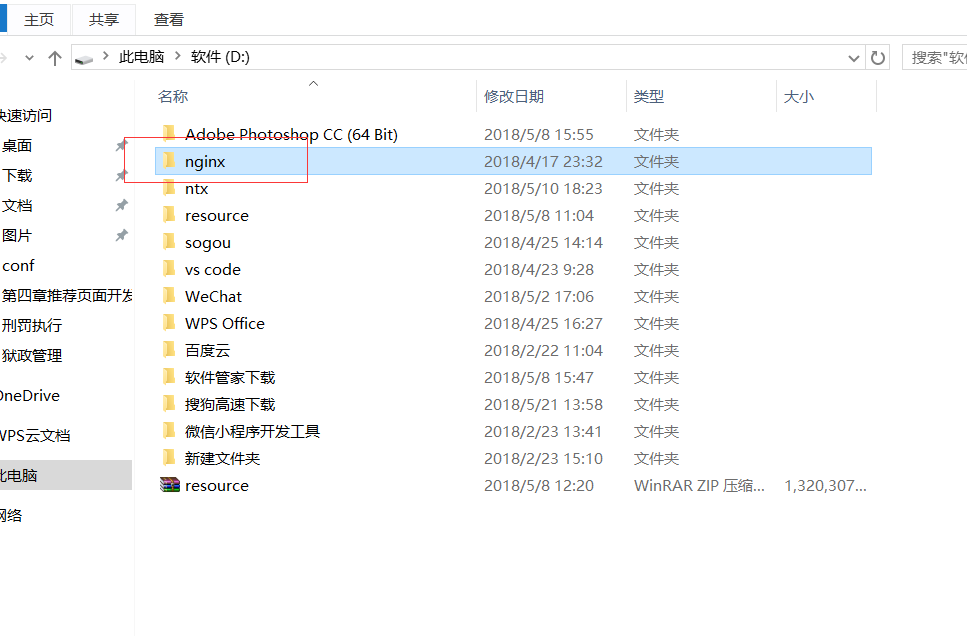 主页 共享 查看
此电脑 软件 (D:) 搜索"软
名称 修改日期 类型 大小
快速访问
桌面
下载
文档
图片
conf
第四章推荐页面开发
刑罚执行
狱政管理
OneDrive
WPS云文档
此电脑
网络
Adobe Photoshop CC (64 Bit) 2018/5/8 15:55 文件夹
nginx 2018/4/17 23:32 文件夹
ntx 2018/5/10 18:23 文件夹
resource 2018/5/8 11:04 文件夹
sogou 2018/4/25 14:14 文件夹
vs code 2018/4/23 9:28 文件夹
WeChat 2018/5/2 17:06 文件夹
WPS Office 2018/4/25 16:27 文件夹
百度云 2018/2/22 11:04 文件夹
软件管家下载 2018/5/8 15:47 文件夹
搜狗高速下载 2018/5/21 13:58 文件夹
微信小程序开发工具 2018/2/23 13:41 文件夹
新建文件夹 2018/2/23 15:10 文件夹
resource 2018/5/8 12:20 WinRAR ZIP 压缩... 1,320,307...